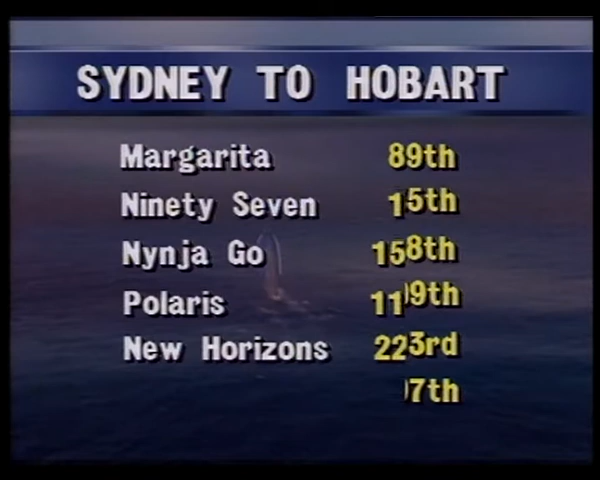 SYDNEY TO HOBART
Margarita 89th
Ninety Seven 15th
Nynja Go 158th
Polaris 119th
New Horizons 223rd
7th